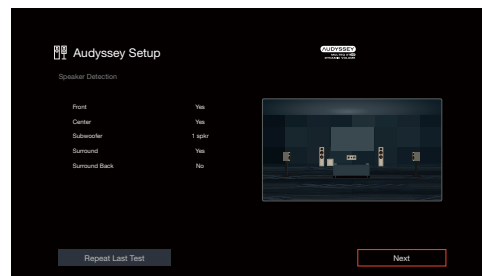 Audyssey Setup
AUDYSSEY
Speaker Detection
Front Yes
Center Yes
Subwoofer 1 spkr
Surround Yes
Surround Back No
Repeat Last Test
Next